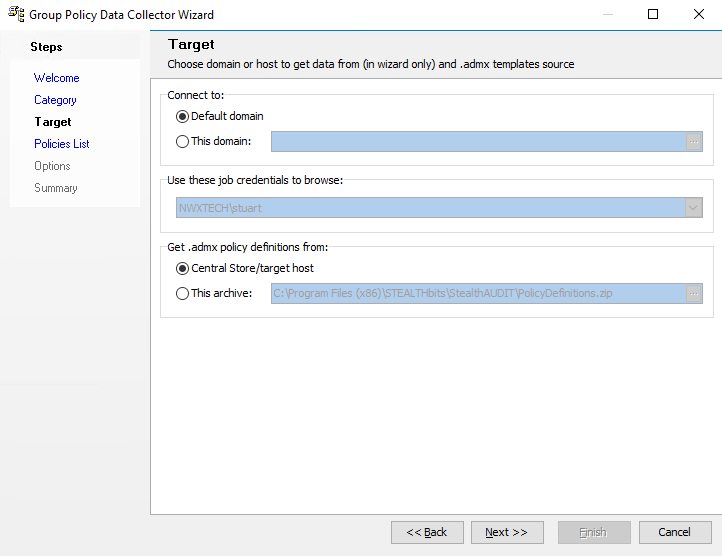 Group Policy Data Collector Wizard
Steps
Welcome
Category
Target
Policies List
Options
Summary
Target
Choose domain or host to get data from (in wizard only) and .admx templates source
Connect to:
Default domain
This domain:
...
Use these job credentials to browse:
NWXTECH\stuart
Get .admx policy definitions from:
Central Store/target host
This archive: C:\Program Files (x86)\STEALTHbits\StealthAUDIT\PolicyDefinitions.zip ...
<< Back Next >> Finish Cancel